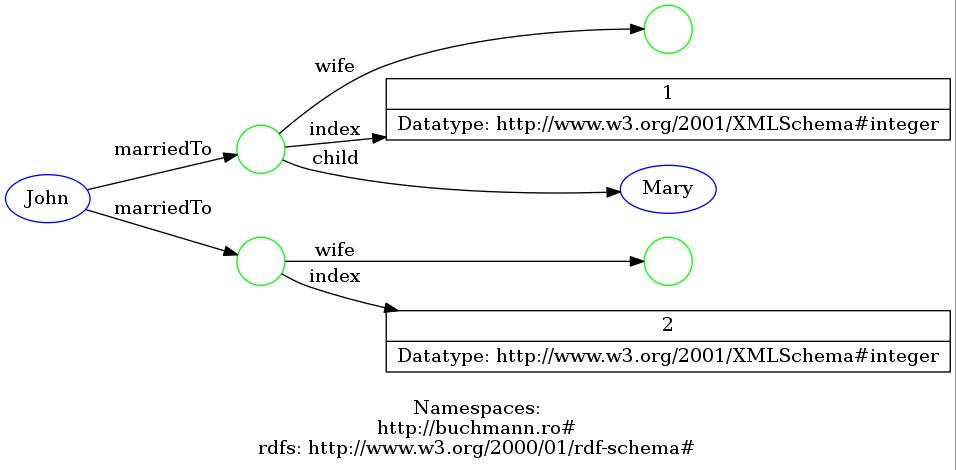 wife
1
index
Datatype: http://www.w3.org/2001/XMLSchema#integer
marriedTo
child
John
Mary
marriedTo
wife
index
2
Datatype: http://www.w3.org/2001/XMLSchema#integer
Namespaces:
http://buchmann.ro#
rdfs: http://www.w3.org/2000/01/rdf-schema#